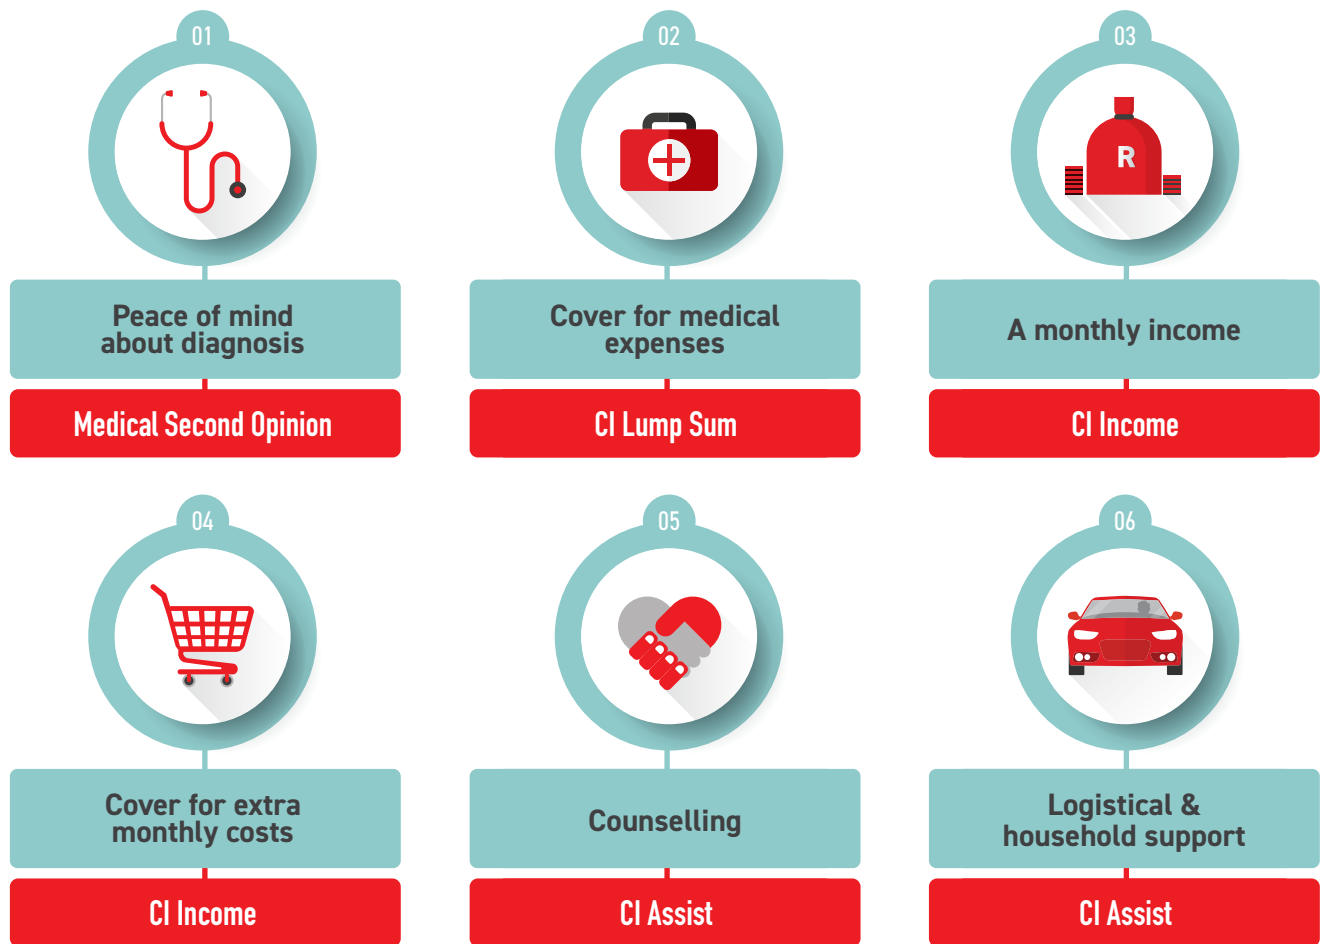 01
Peace of mind
about diagnosis
Medical Second Opinion
02
Cover for medical
expenses
CI Lump Sum
03
R
A monthly income
CI Income
04
Cover for extra
monthly costs
CI Income
05
Counselling
CI Assist
06
Logistical &
household support
CI Assist